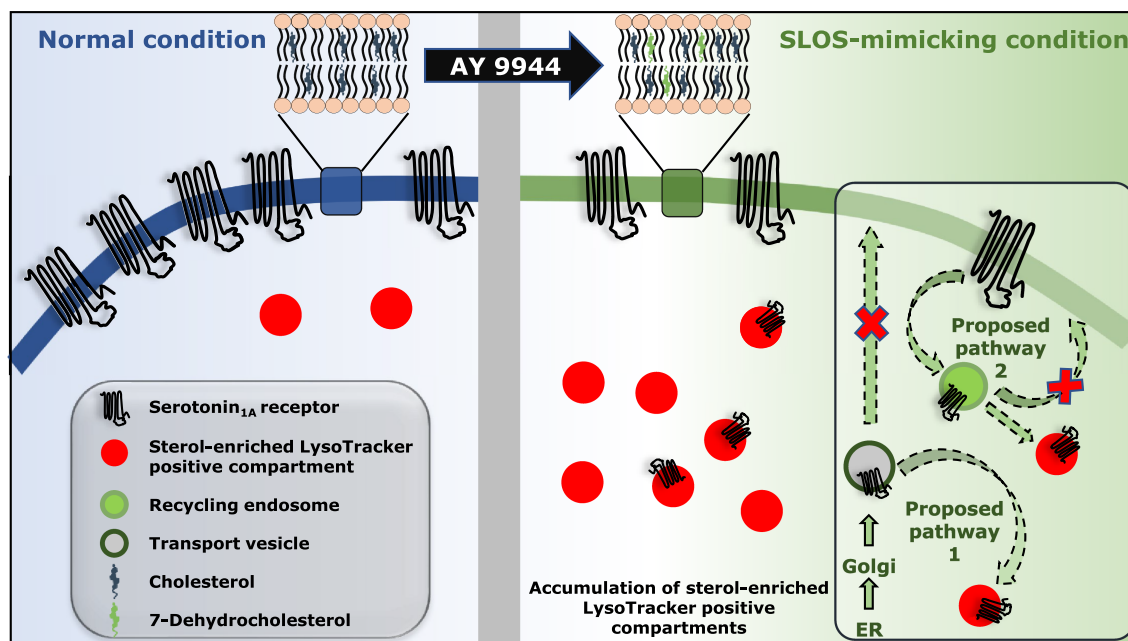 Normal condition
AY 9944
SLOS-mimicking condition
Serotonin1A receptor
Sterol-enriched LysoTracker
positive compartment
Recycling endosome
Transport vesicle
Cholesterol
7-Dehydrocholesterol
Accumulation of sterol-enriched
LysoTracker positive
compartments
Proposed
pathway
2
Proposed
pathway
1
Golgi
ER